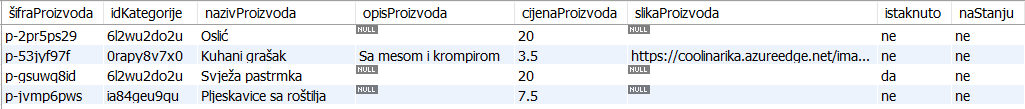 šifraProizvoda idKategorije nazivProizvoda opisProizvoda cijenaProizvoda slikaProizvoda istaknuto naStanju
p-2pr5ps29 6l2wu2do2u Oslić NULL 20 NULL ne ne
p-53jyf97f 0rapy8v7x0 Kuhani grašak Sa mesom i krompirom 3.5 https://coolinarika.azureedge.net/ima... ne ne
p-gsuwq8id 6l2wu2do2u Svježa pastrmka NULL 20 NULL da ne
p-jvmp6pws ia84geu9qu Pljeskavice sa roštilja NULL 7.5 NULL ne ne